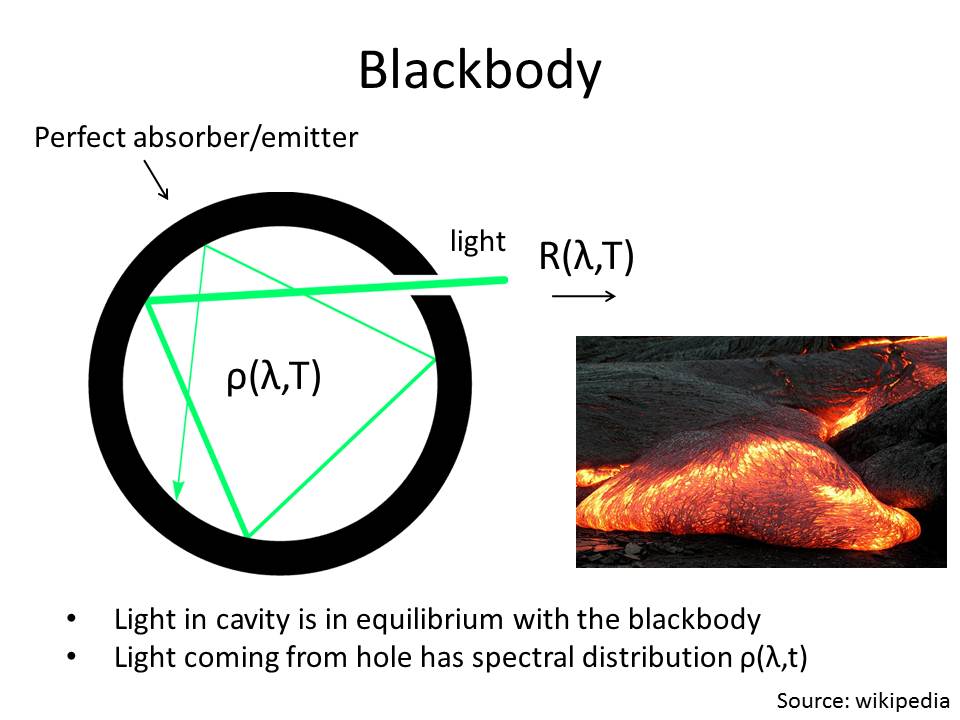 Blackbody
Perfect absorber/emitter
light
R(λ,T)
ρ(λ,T)
• Light in cavity is in equilibrium with the blackbody
• Light coming from hole has spectral distribution ρ(λ,t)
Source: wikipedia